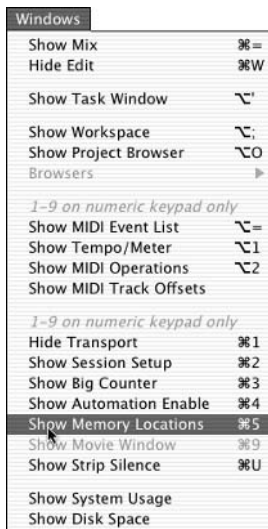 Windows
Show Mix ⌘=
Hide Edit ⌘W
Show Task Window ⌥'
Show Workspace ⌥;
Show Project Browser ⌥O
Browsers ▶
1–9 on numeric keypad only
Show MIDI Event List ⌥=
Show Tempo/Meter ⌥1
Show MIDI Operations ⌥2
Show MIDI Track Offsets
1–9 on numeric keypad only
Hide Transport ⌘1
Show Session Setup ⌘2
Show Big Counter ⌘3
Show Automation Enable ⌘4
Show Memory Locations ⌘5
Show Movie Window ⌘9
Show Strip Silence ⌘U
Show System Usage
Show Disk Space